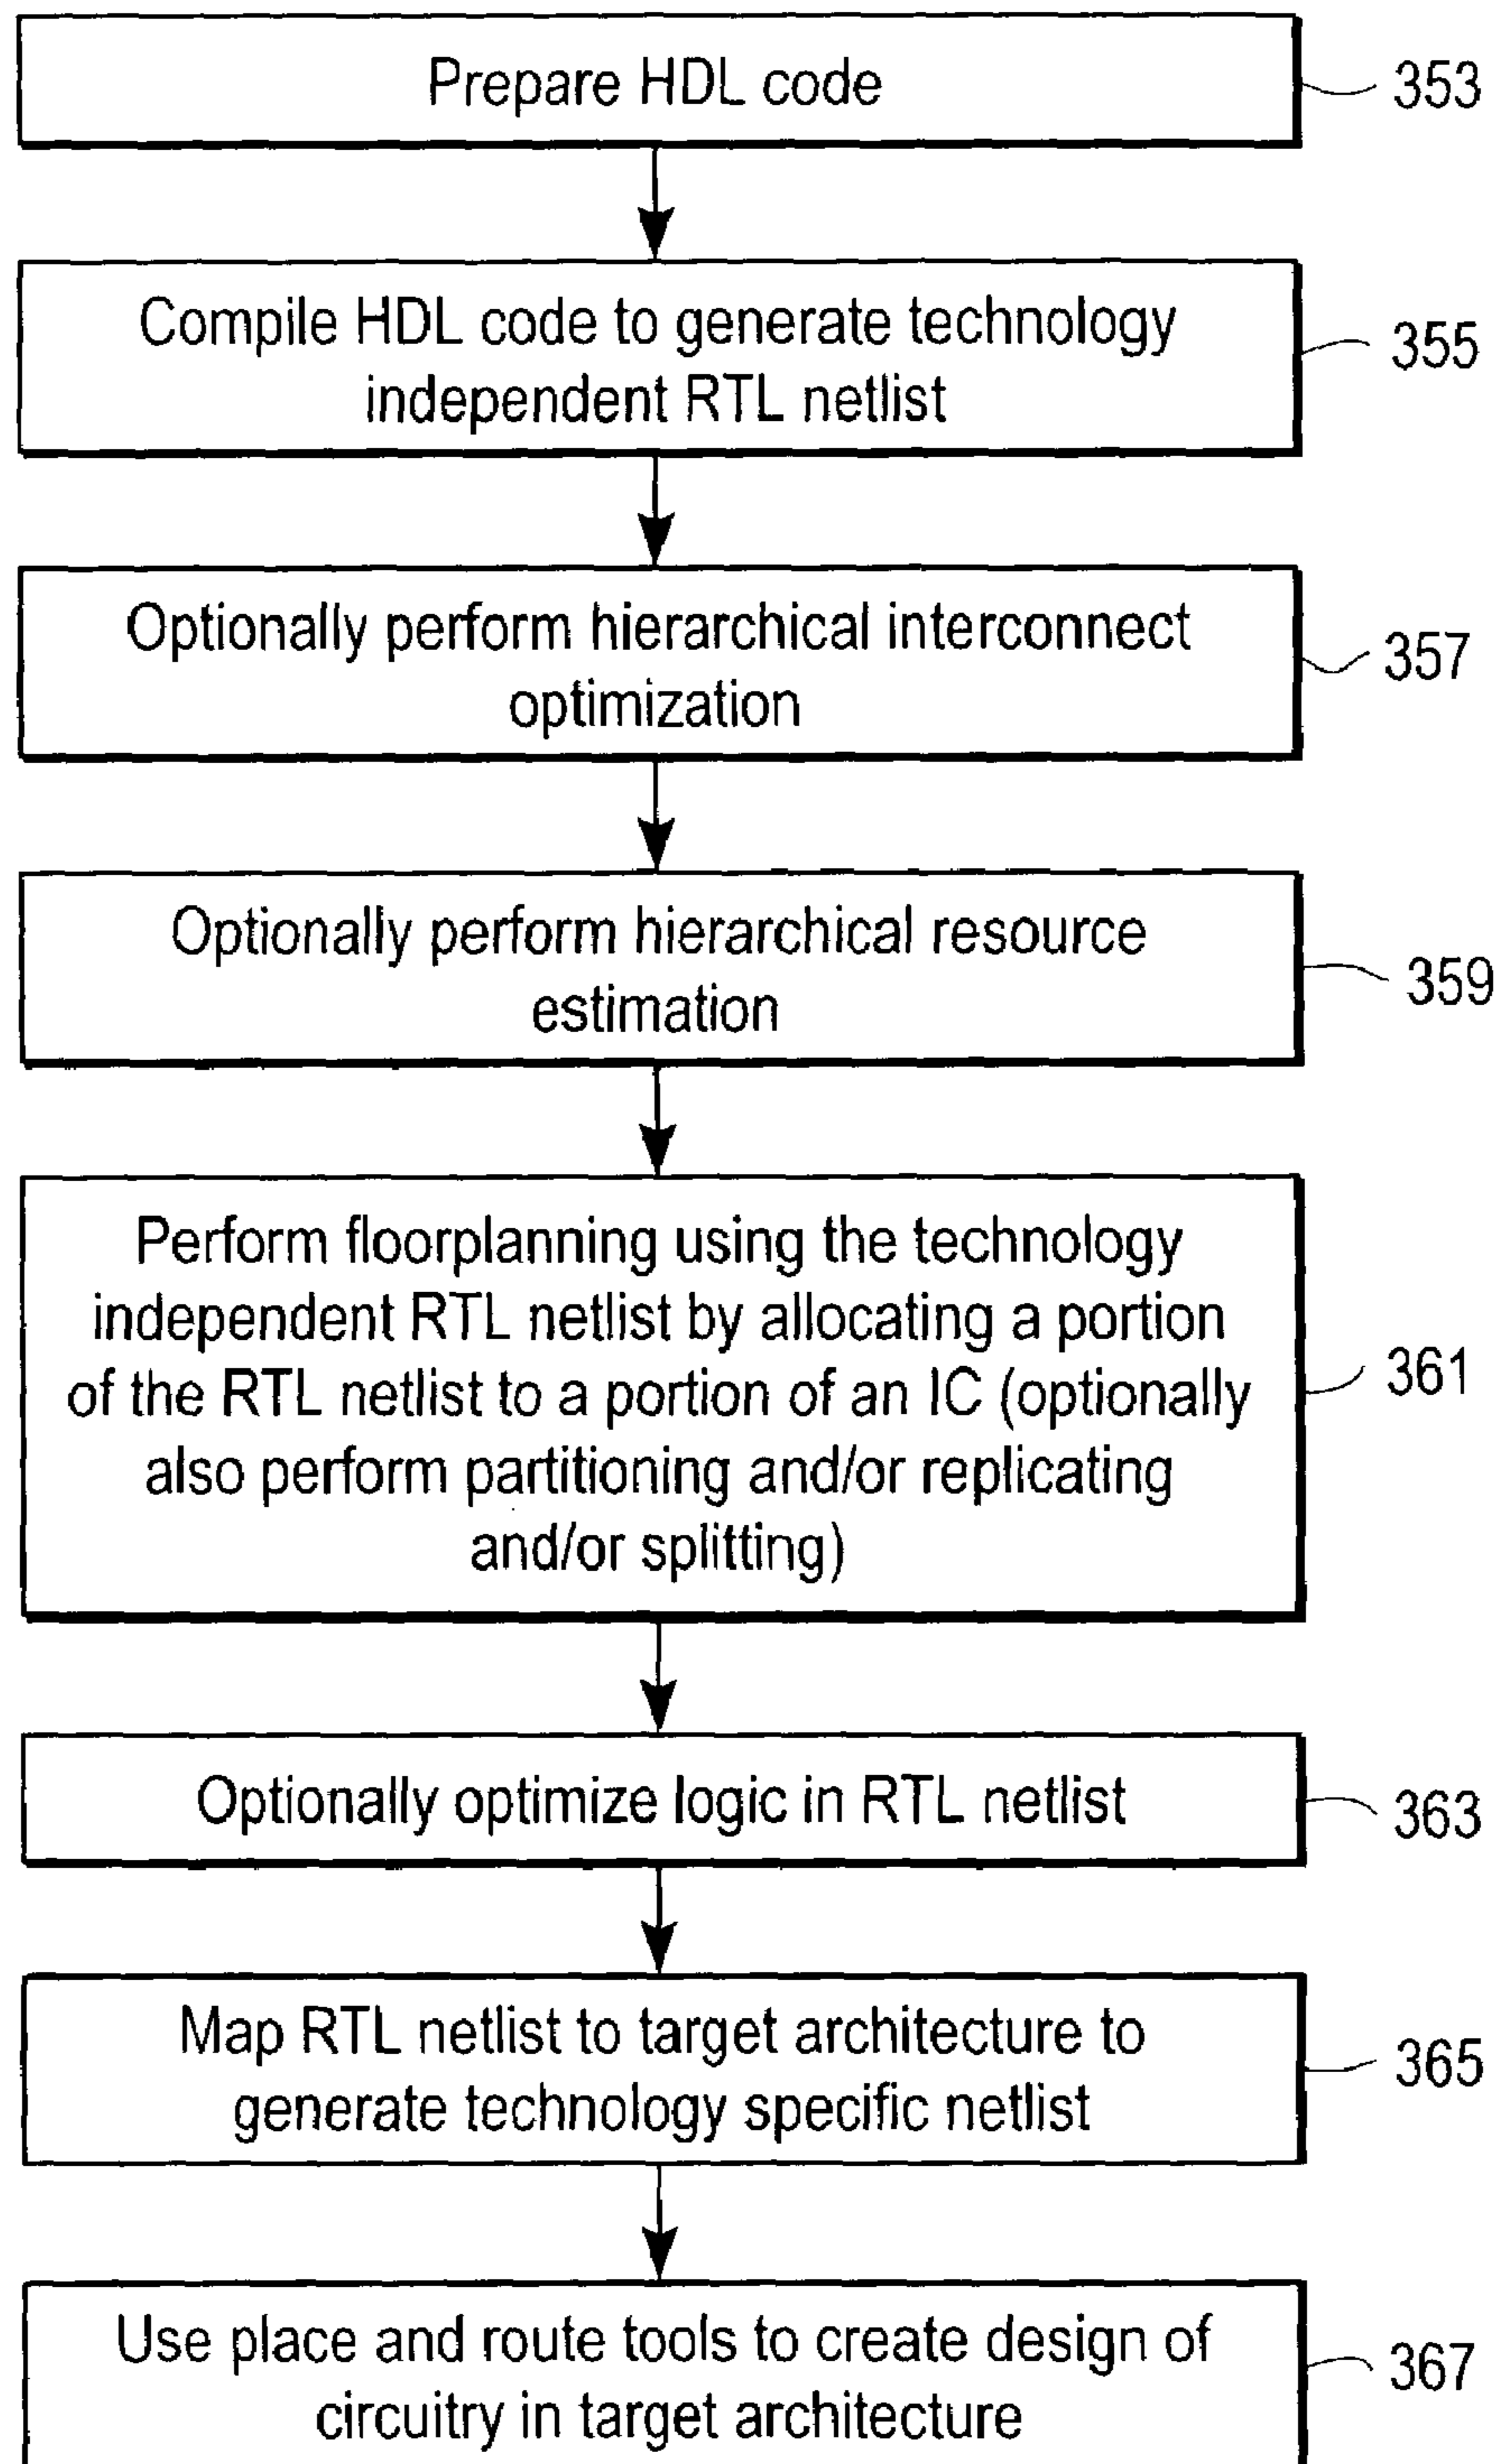 Prepare HDL code
353
Compile HDL code to generate technology
independent RTL netlist
355
Optionally perform hierarchical interconnect
optimization
357
Optionally perform hierarchical resource
estimation
359
Perform floorplanning using the technology
independent RTL netlist by allocating a portion
of the RTL netlist to a portion of an IC (optionally
also perform partitioning and/or replicating
and/or splitting)
361
Optionally optimize logic in RTL netlist
363
Map RTL netlist to target architecture to
generate technology specific netlist
365
Use place and route tools to create design of
circuitry in target architecture
367